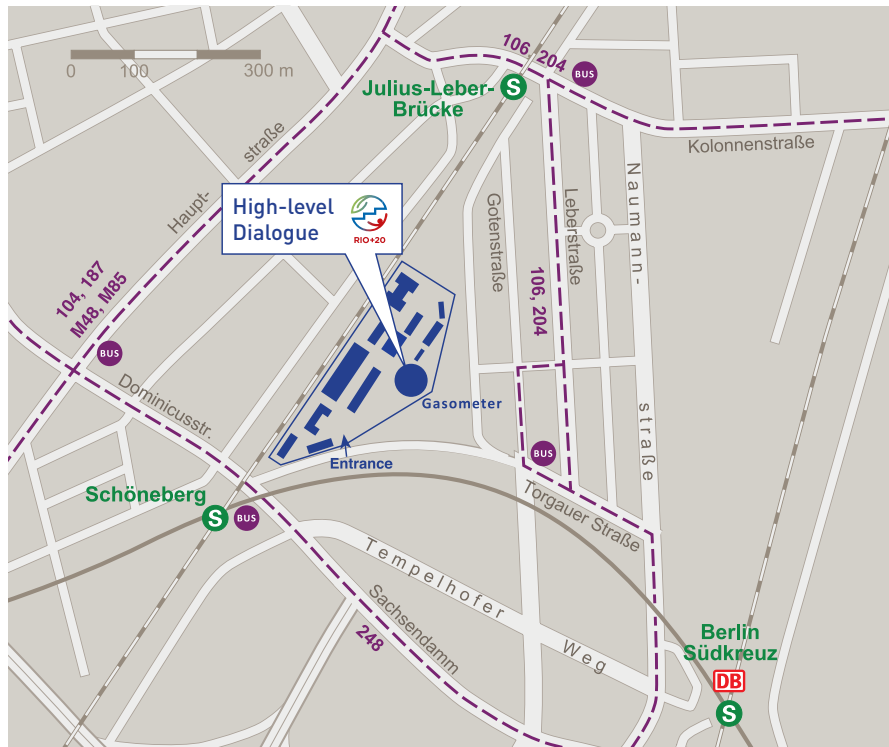 106, 204
BUS
0 100 300 m
Julius-Leber-
Brücke
S
Kolonnenstraße
Haupt-
straße
High-level
Dialogue
RIO+20
Gotenstraße
Leberstraße
Naumann-
straße
104, 187
M48, M85
106, 204
BUS
Dominicusstr.
Gasometer
Entrance
BUS
Schöneberg
S
BUS
Torgauer Straße
Tempelhofer
Weg
Sachsendamm
248
Berlin
Südkreuz
DB
S